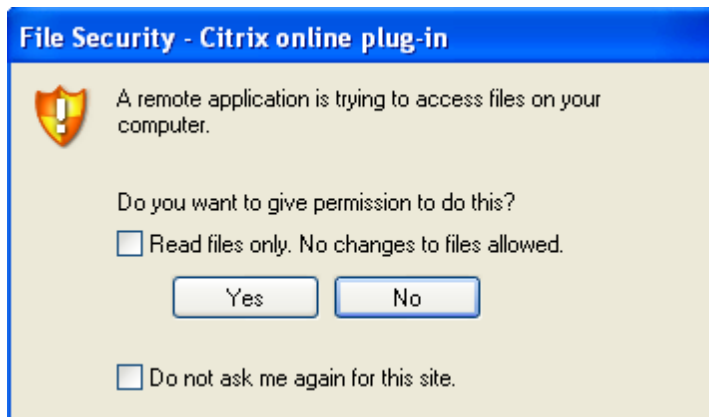 File Security - Citrix online plug-in
A remote application is trying to access files on your
computer.
Do you want to give permission to do this?
Read files only. No changes to files allowed.
Yes No
Do not ask me again for this site.